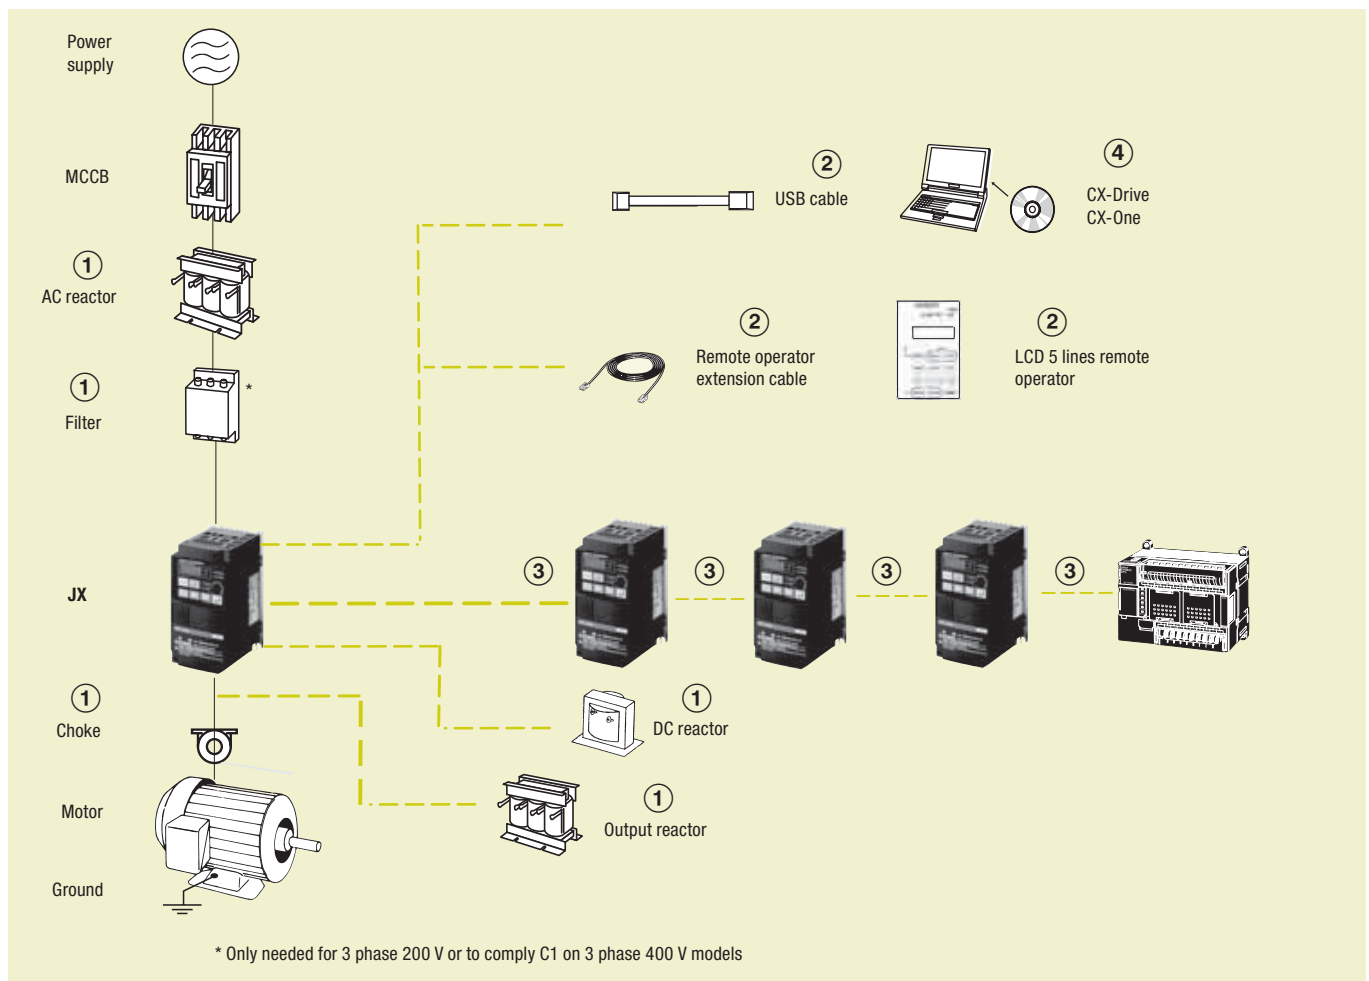 Power
supply
MCCB
1
AC reactor
1
Filter
*
JX
1
Choke
Motor
Ground
2
USB cable
4
CX-Drive
CX-One
2
Remote operator
extension cable
2
LCD 5 lines remote
operator
3
3
3
3
1
DC reactor
1
Output reactor
* Only needed for 3 phase 200 V or to comply C1 on 3 phase 400 V models